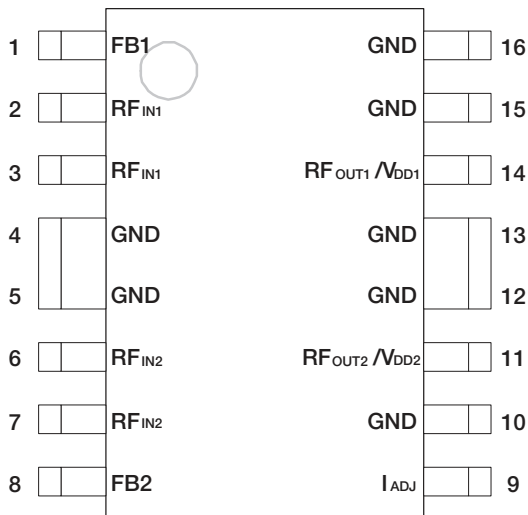 1 FB1 GND 16
2 RFIN1 GND 15
3 RFIN1 RFOUT1 /VDD1 14
4 GND GND 13
5 GND GND 12
6 RFIN2 RFOUT2 /VDD2 11
7 RFIN2 GND 10
8 FB2 IADJ 9